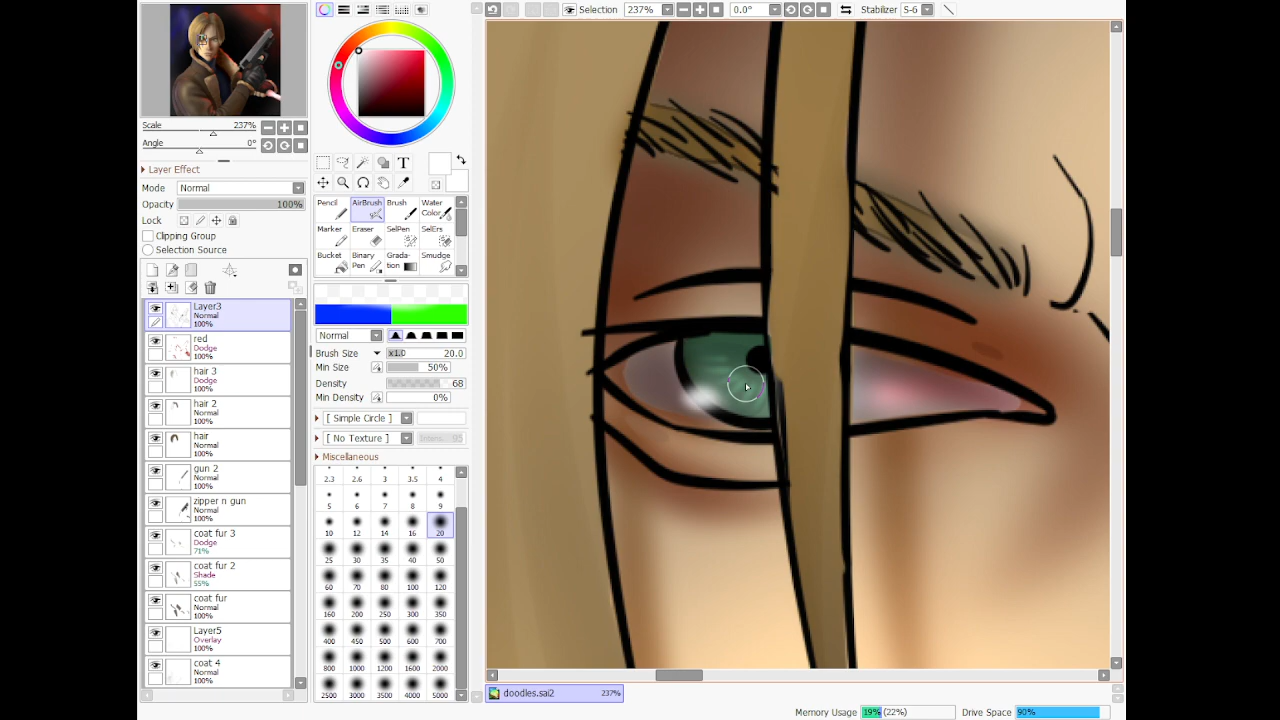 Selection 237% 0.0° Stabilizer S-6
Scale 237%
Angle 0°
Layer Effect
Mode Normal
Opacity 100%
Lock
Clipping Group
Selection Source
Layer3
Normal
100%
red
Dodge
100%
hair 3
Dodge
100%
hair 2
Normal
100%
hair
Normal
100%
gun 2
Normal
100%
zipper n gun
Normal
100%
coat fur 3
Dodge
71%
coat fur 2
Shade
55%
coat fur
Normal
100%
Layer5
Overlay
100%
coat 4
Normal
100%
T
Pencil AirBrush Brush Water Color
Marker Eraser SelPen SelErs
Bucket Binary Pen Grada-tion Smudge
Normal
Brush Size x1.0 20.0
Min Size 50%
Density 68
Min Density 0%
[ Simple Circle ]
[ No Texture ] 95
Miscellaneous
2.3 2.6 3 3.5 4
5 6 7 8 9
10 12 14 16 20
25 30 35 40 50
60 70 80 100 120
160 200 250 300 350
400 450 500 600 700
800 1000 1200 1600 2000
2500 3000 3500 4000 5000
doodles.sai2 237%
Memory Usage 19% (22%) Drive Space 90%